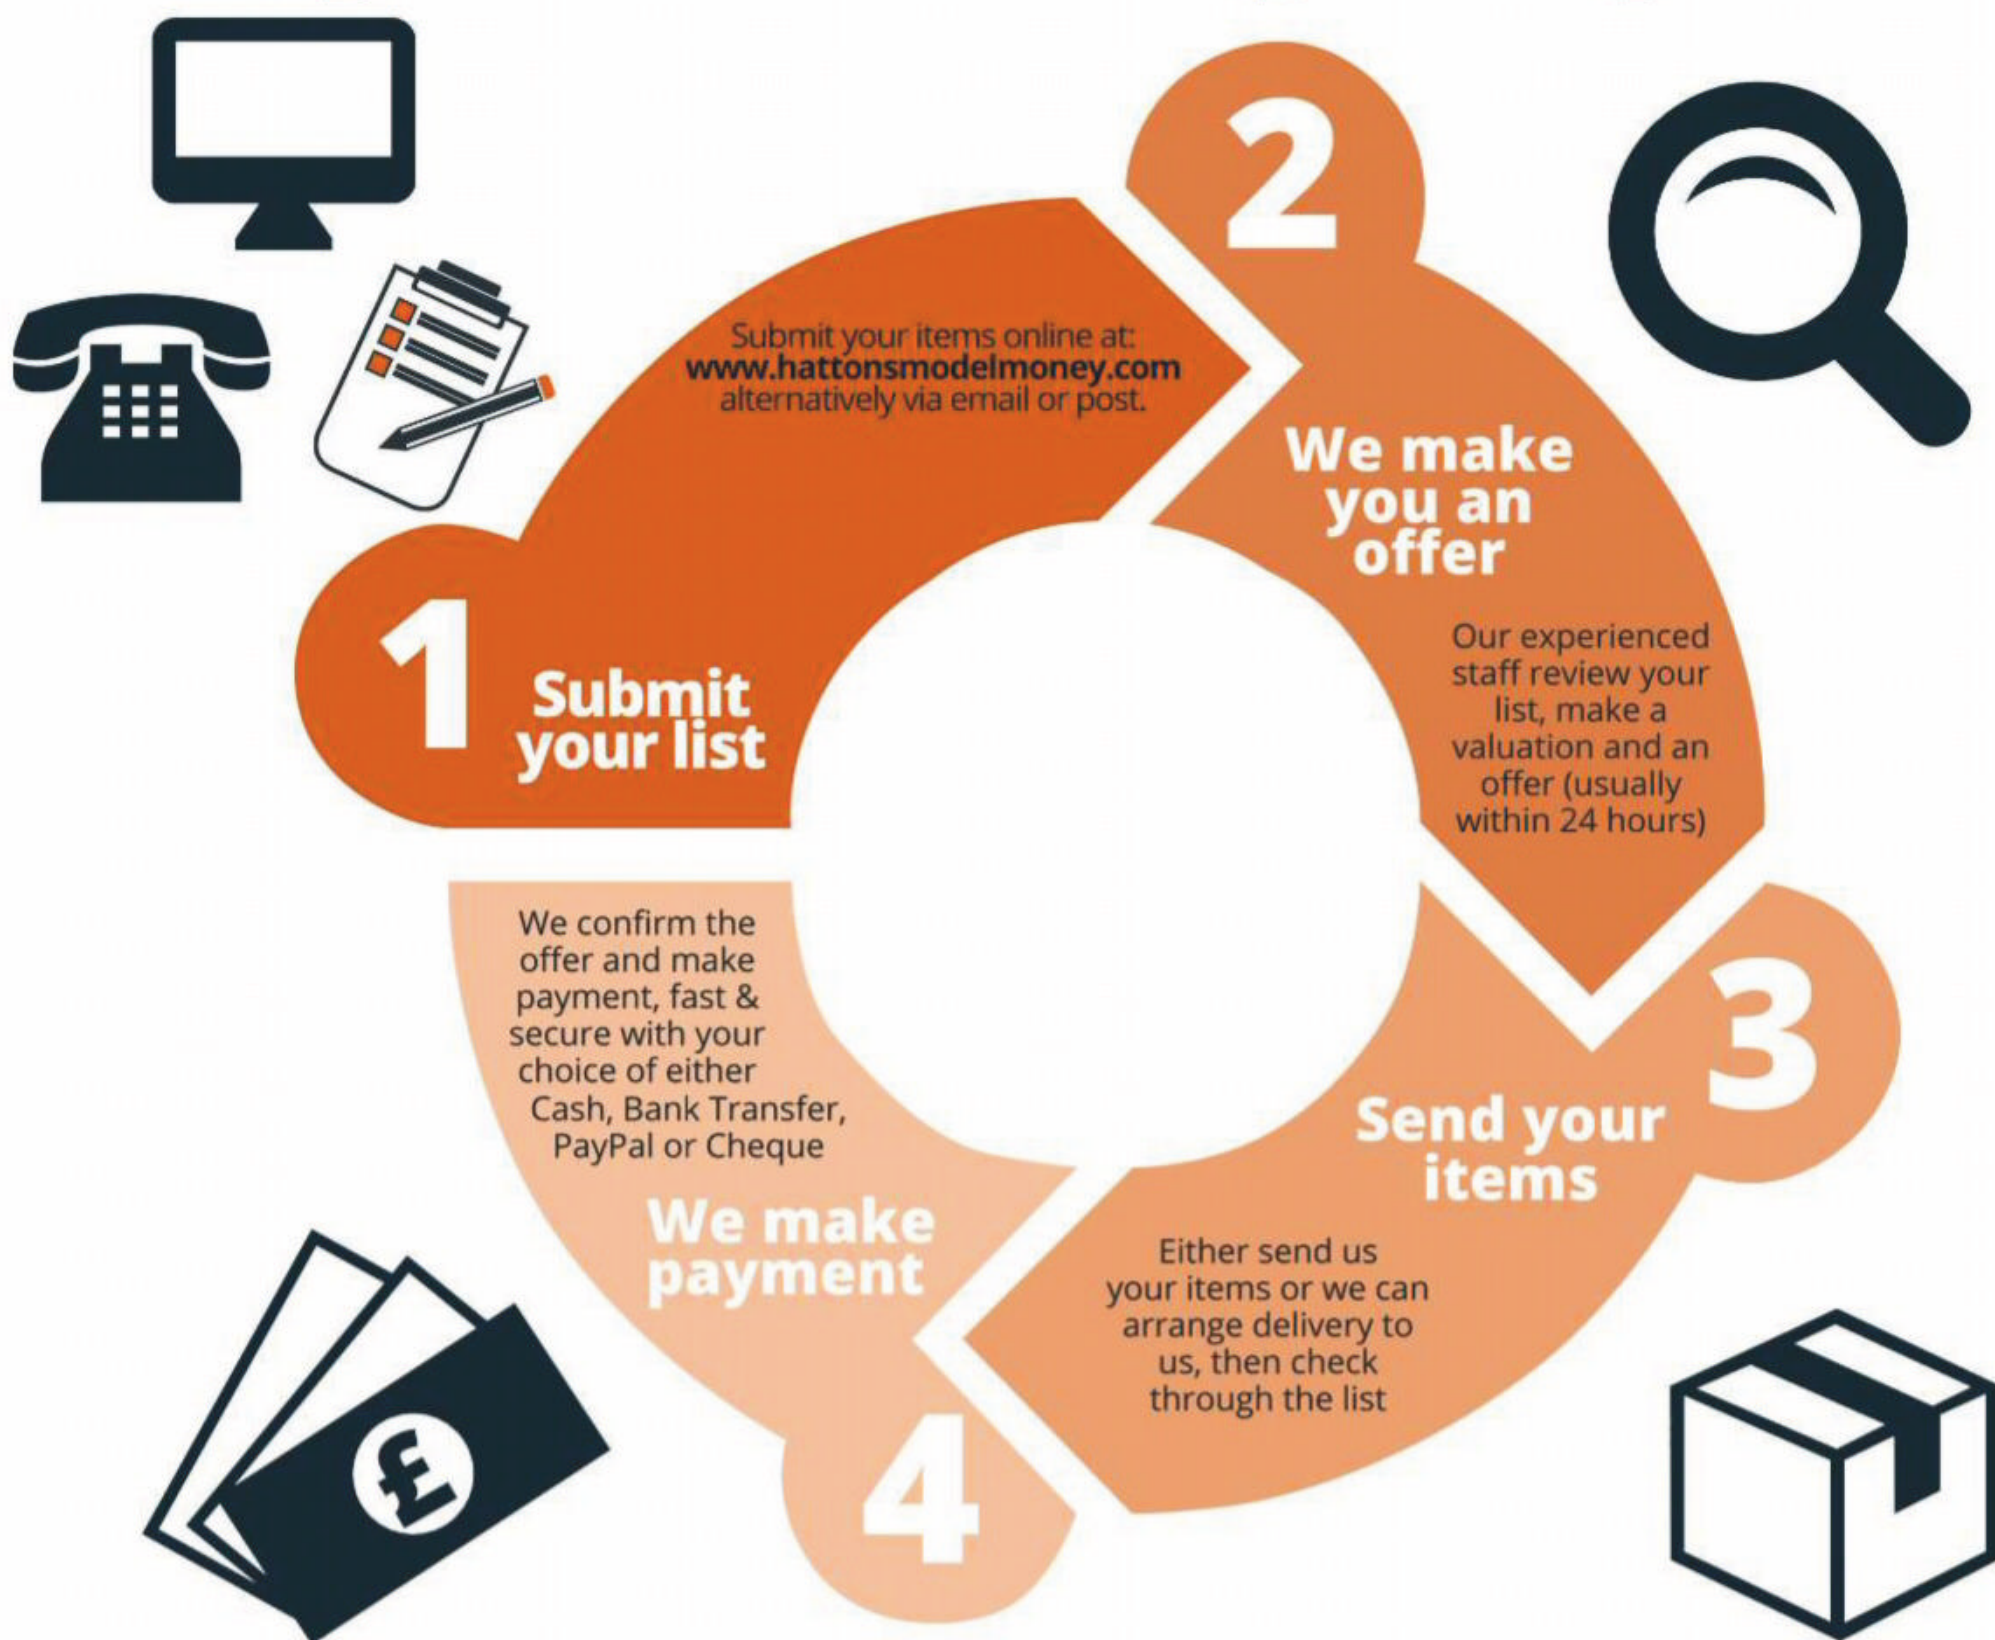 1
Submit
your list
Submit your items online at:
www.hattonsmodelmoney.com
alternatively via email or post.
2
We make
you an
offer
Our experienced
staff review your
list, make a
valuation and an
offer (usually
within 24 hours)
3
Send your
items
Either send us
your items or we can
arrange delivery to
us, then check
through the list
4
We make
payment
We confirm the
offer and make
payment, fast &
secure with your
choice of either
Cash, Bank Transfer,
PayPal or Cheque
£